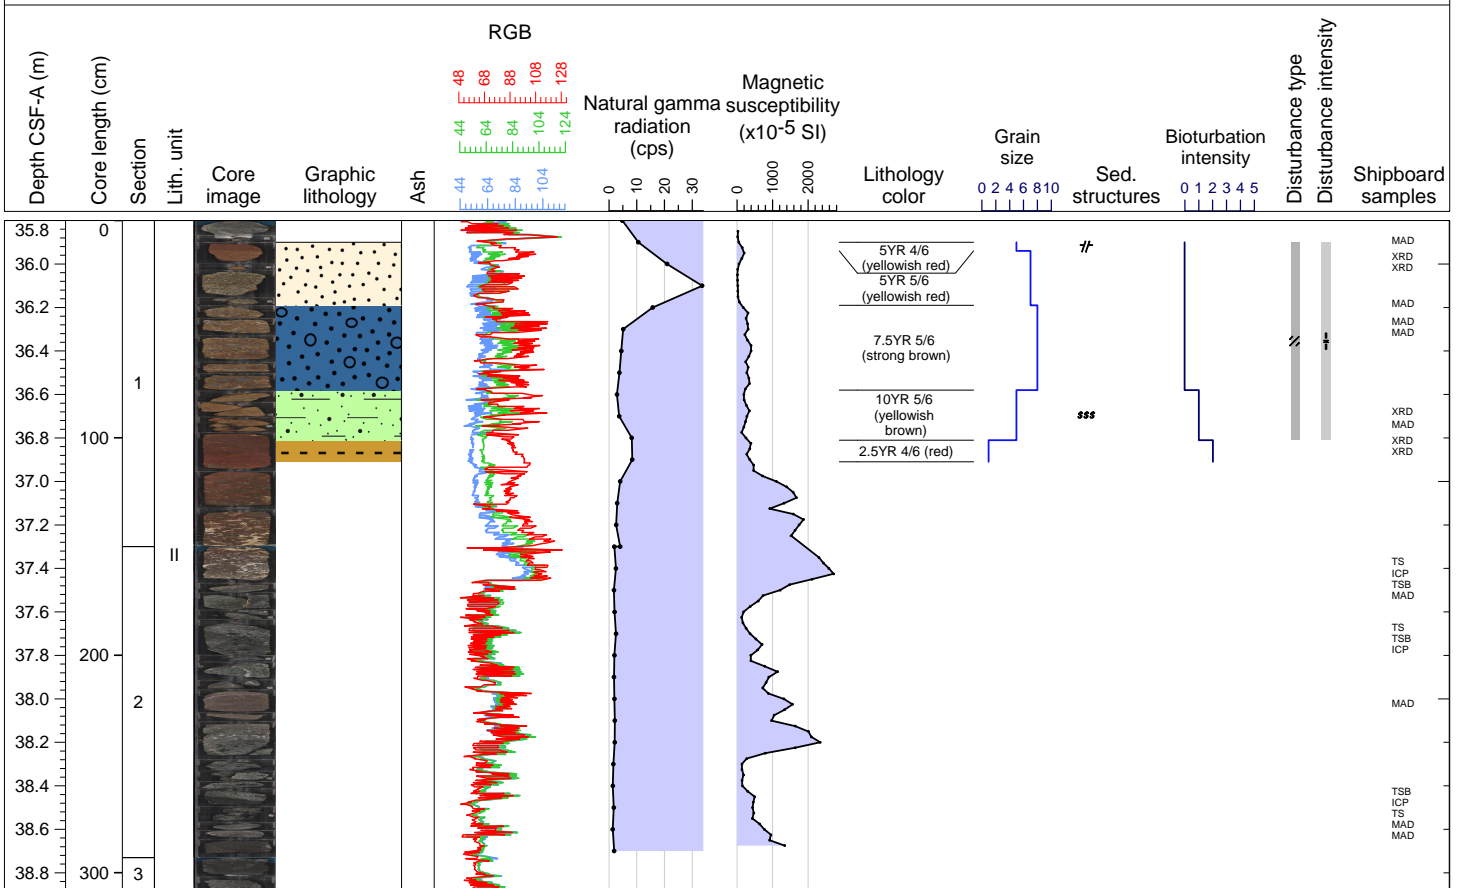 RGB
48 68 88 108 128
44 64 84 104 124
44 64 84 104
Depth CSF-A (m)
Core length (cm)
Section
Lith. unit
Core
image
Graphic
lithology
Ash
Natural gamma
radiation
(cps)
0 10 20 30
Magnetic
susceptibility
(x10-5 SI)
0 1000 2000
Lithology
color
Grain
size
0 2 4 6 8 10
Sed.
structures
Bioturbation
intensity
0 1 2 3 4 5
Disturbance type
Disturbance intensity
Shipboard
samples
35.8
36.0
36.2
36.4
36.6
36.8
37.0
37.2
37.4
37.6
37.8
38.0
38.2
38.4
38.6
38.8
0
100
200
300
1
2
3
II
5YR 4/6
(yellowish red)
5YR 5/6
(yellowish red)
7.5YR 5/6
(strong brown)
10YR 5/6
(yellowish
brown)
2.5YR 4/6 (red)
MAD
XRD
XRD
MAD
MAD
MAD
XRD
MAD
XRD
XRD
TS
ICP
TSB
MAD
TS
TSB
ICP
MAD
TSB
ICP
TS
MAD
MAD